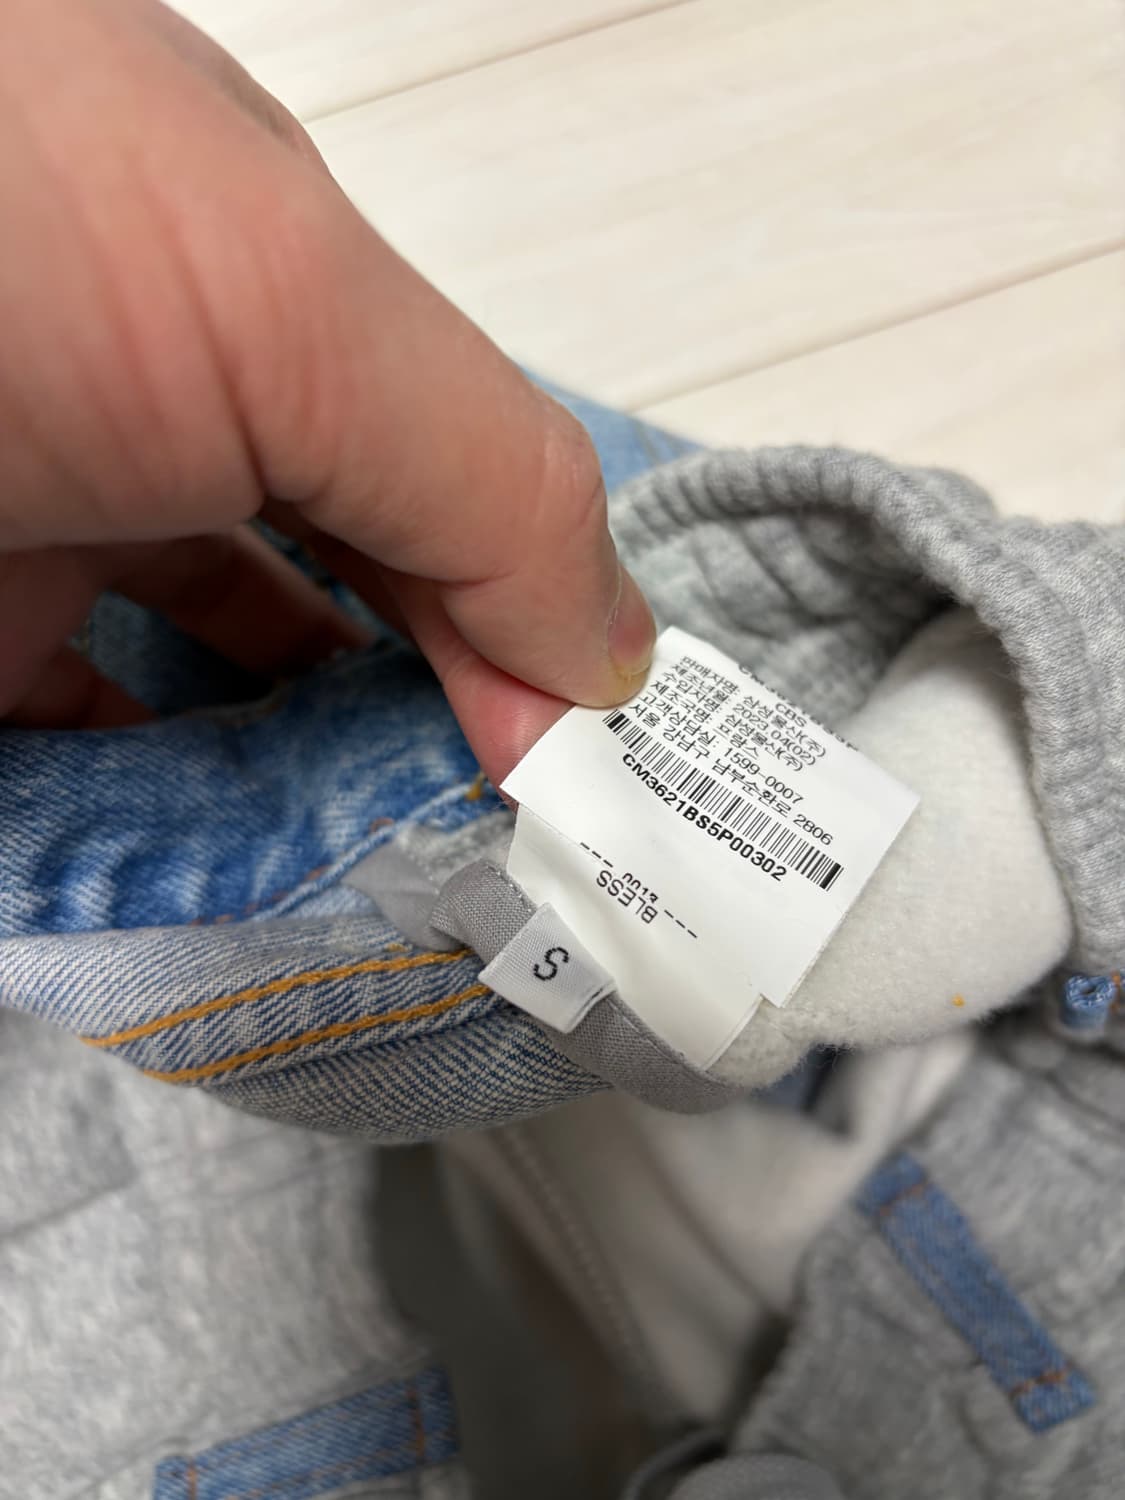 CBS
판매자명: 삼성물산(주)
제조년월: 2023.04(02)
수입자명: 삼성물산(주)
제조국명: 프랑스
고객상담실: 1599-0007
서울 강남구 남부순환로 2806
CM3621BS5P00302
BLESS
S